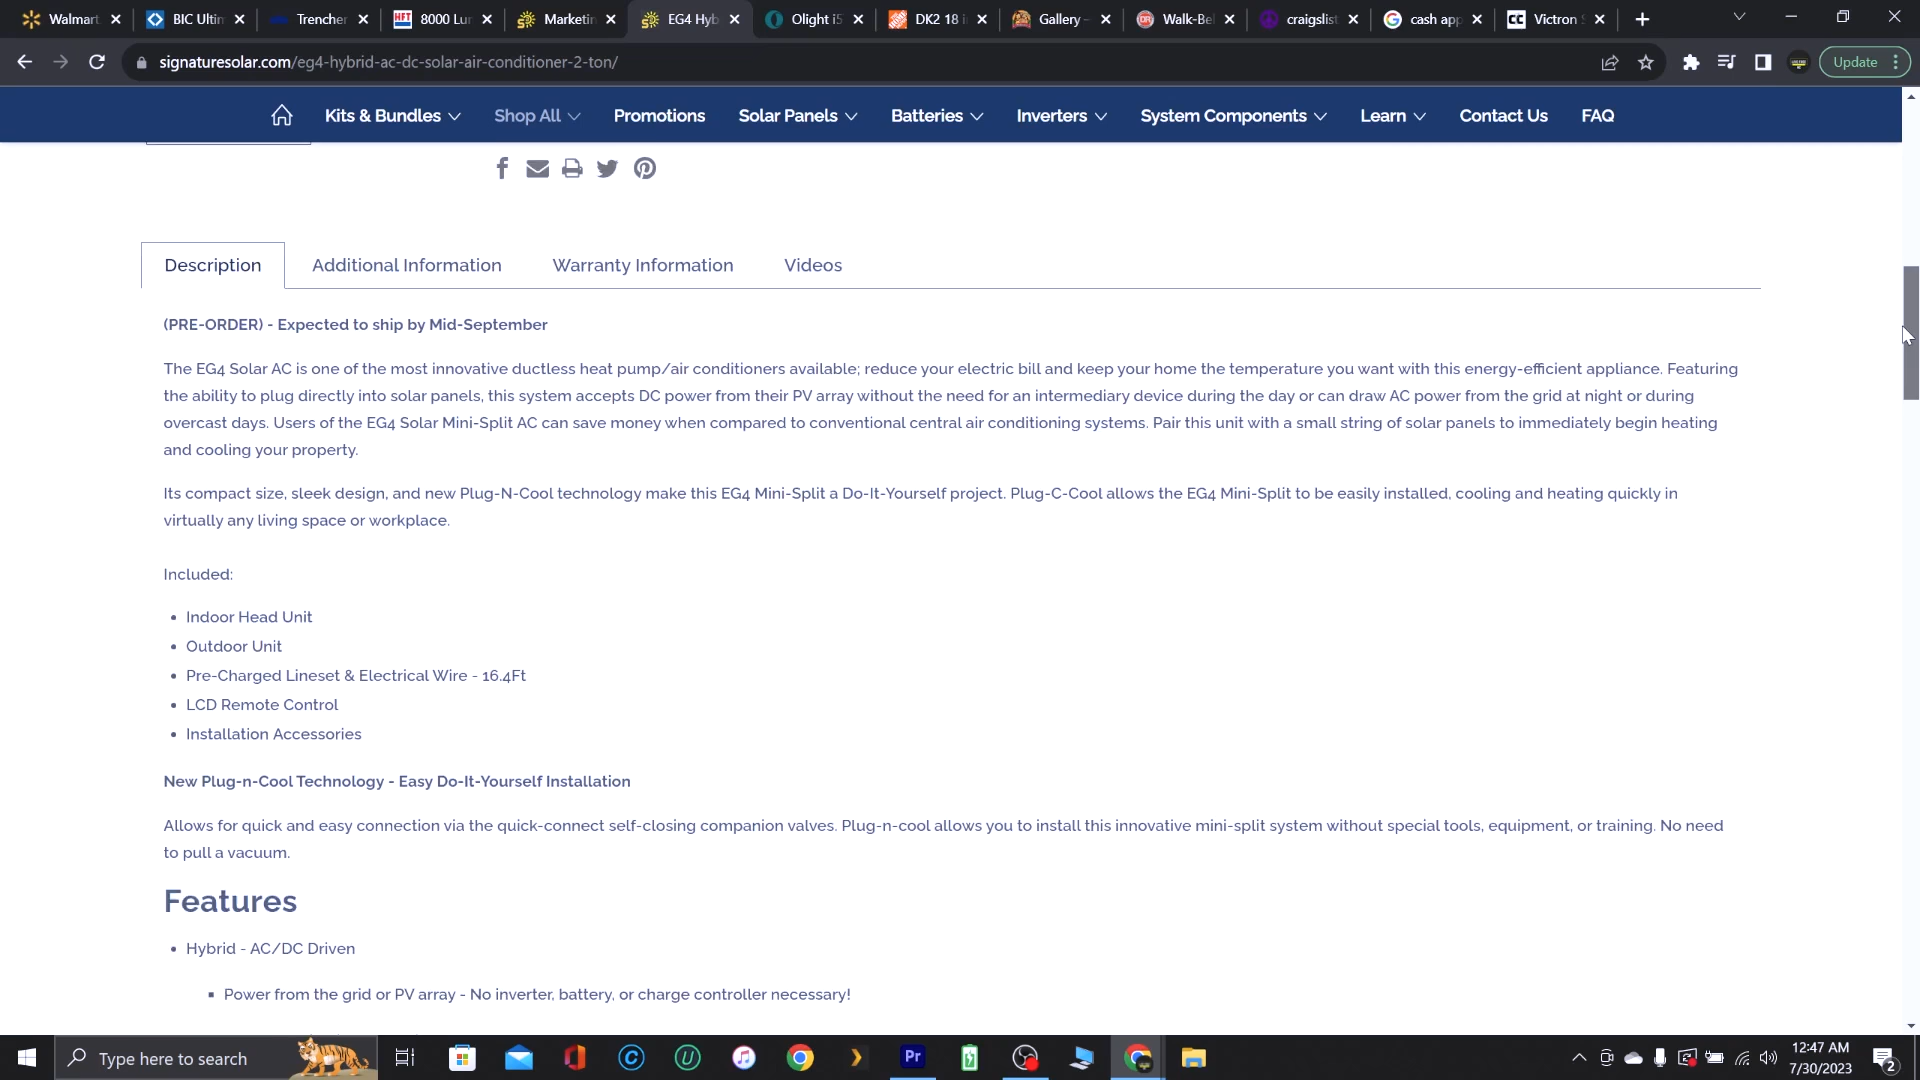 Walmart
BIC Ultim
Trencher
HFT 8000 Lur
Marketin
EG4 Hyb
Olight i5
DK2 18 i
Gallery –
DR Walk-Bel
craigslist
cash app
CC Victron S
signaturesolar.com/eg4-hybrid-ac-dc-solar-air-conditioner-2-ton/
Update
Kits & Bundles Shop All Promotions Solar Panels Batteries Inverters System Components Learn Contact Us FAQ
Description Additional Information Warranty Information Videos
(PRE-ORDER) - Expected to ship by Mid-September
The EG4 Solar AC is one of the most innovative ductless heat pump/air conditioners available; reduce your electric bill and keep your home the temperature you want with this energy-efficient appliance. Featuring
the ability to plug directly into solar panels, this system accepts DC power from their PV array without the need for an intermediary device during the day or can draw AC power from the grid at night or during
overcast days. Users of the EG4 Solar Mini-Split AC can save money when compared to conventional central air conditioning systems. Pair this unit with a small string of solar panels to immediately begin heating
and cooling your property.
Its compact size, sleek design, and new Plug-N-Cool technology make this EG4 Mini-Split a Do-It-Yourself project. Plug-C-Cool allows the EG4 Mini-Split to be easily installed, cooling and heating quickly in
virtually any living space or workplace.
Included:
• Indoor Head Unit
• Outdoor Unit
• Pre-Charged Lineset & Electrical Wire - 16.4Ft
• LCD Remote Control
• Installation Accessories
New Plug-n-Cool Technology - Easy Do-It-Yourself Installation
Allows for quick and easy connection via the quick-connect self-closing companion valves. Plug-n-cool allows you to install this innovative mini-split system without special tools, equipment, or training. No need
to pull a vacuum.
Features
• Hybrid - AC/DC Driven
▪ Power from the grid or PV array - No inverter, battery, or charge controller necessary!
Type here to search
Pr
12:47 AM
7/30/2023
2